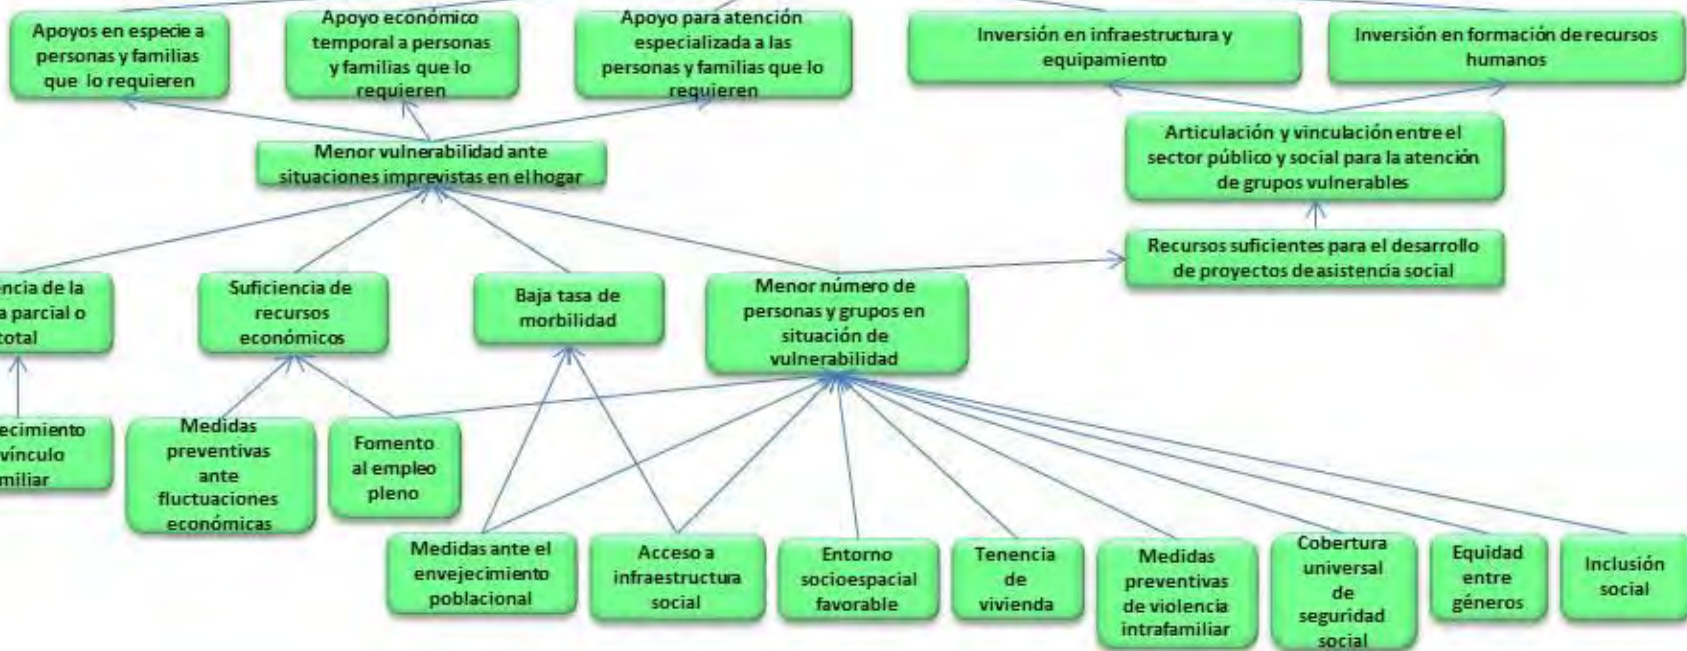 Apoyos en especie a
personas y familias
que lo requieren
Apoyo económico
temporal a personas
y familias que lo
requieren
Apoyo para atención
especializada a las
personas y familias que lo
requieren
Inversión en infraestructura y
equipamiento
Inversión en formación de recursos
humanos
Menor vulnerabilidad ante
situaciones imprevistas en el hogar
Articulación y vinculación entre el
sector público y social para la atención
de grupos vulnerables
Recursos suficientes para el desarrollo
de proyectos de asistencia social
encia de la
a parcial o
total
Suficiencia de
recursos
económicos
Baja tasa de
morbilidad
Menor número de
personas y grupos en
situación de
vulnerabilidad
ecimiento
vínculo
miliar
Medidas
preventivas
ante
fluctuaciones
económicas
Fomento
al empleo
pleno
Medidas ante el
envejecimiento
poblacional
Acceso a
infraestructura
social
Entorno
socioespacial
favorable
Tenencia
de
vivienda
Medidas
preventivas
de violencia
intrafamiliar
Cobertura
universal
de
seguridad
social
Equidad
entre
géneros
Inclusión
social